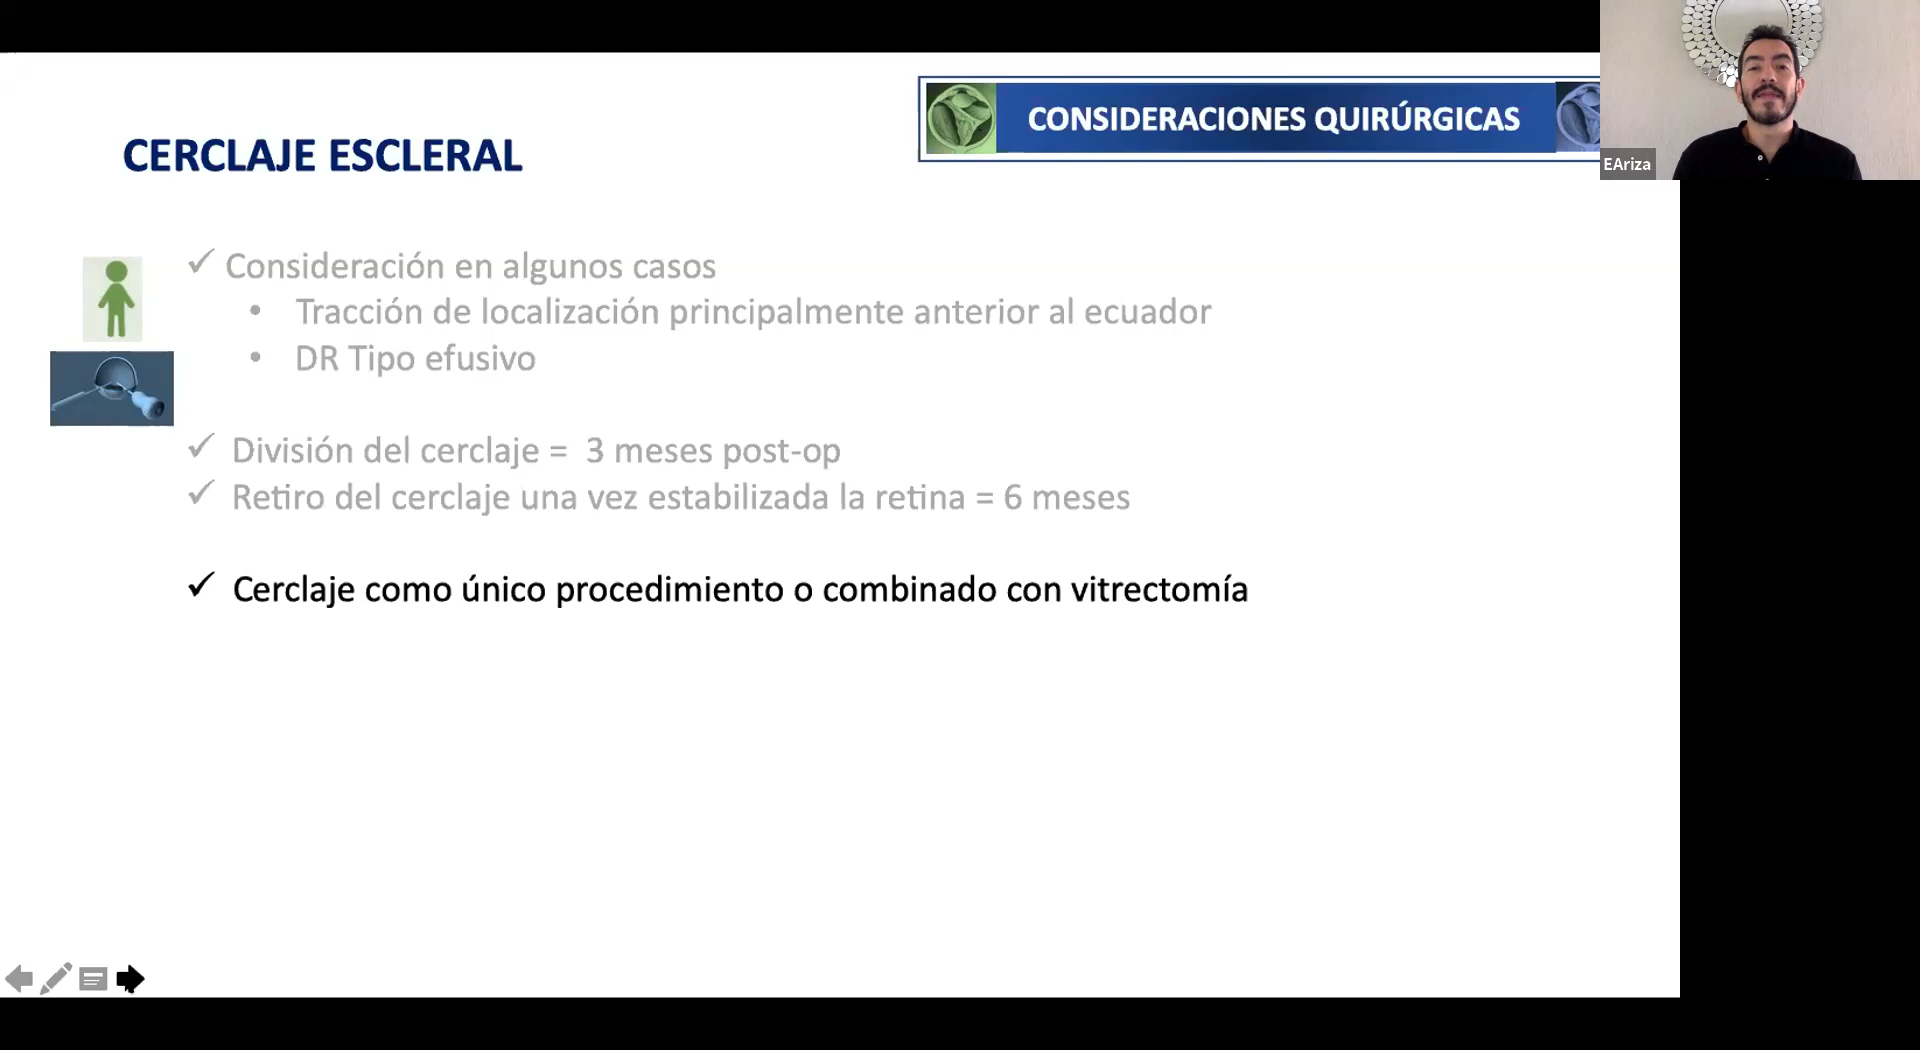 CONSIDERACIONES QUIRÚRGICAS
EAriza
CERCLAJE ESCLERAL
✓ Consideración en algunos casos
• Tracción de localización principalmente anterior al ecuador
• DR Tipo efusivo
✓ División del cerclaje = 3 meses post-op
✓ Retiro del cerclaje una vez estabilizada la retina = 6 meses
✓ Cerclaje como único procedimiento o combinado con vitrectomía